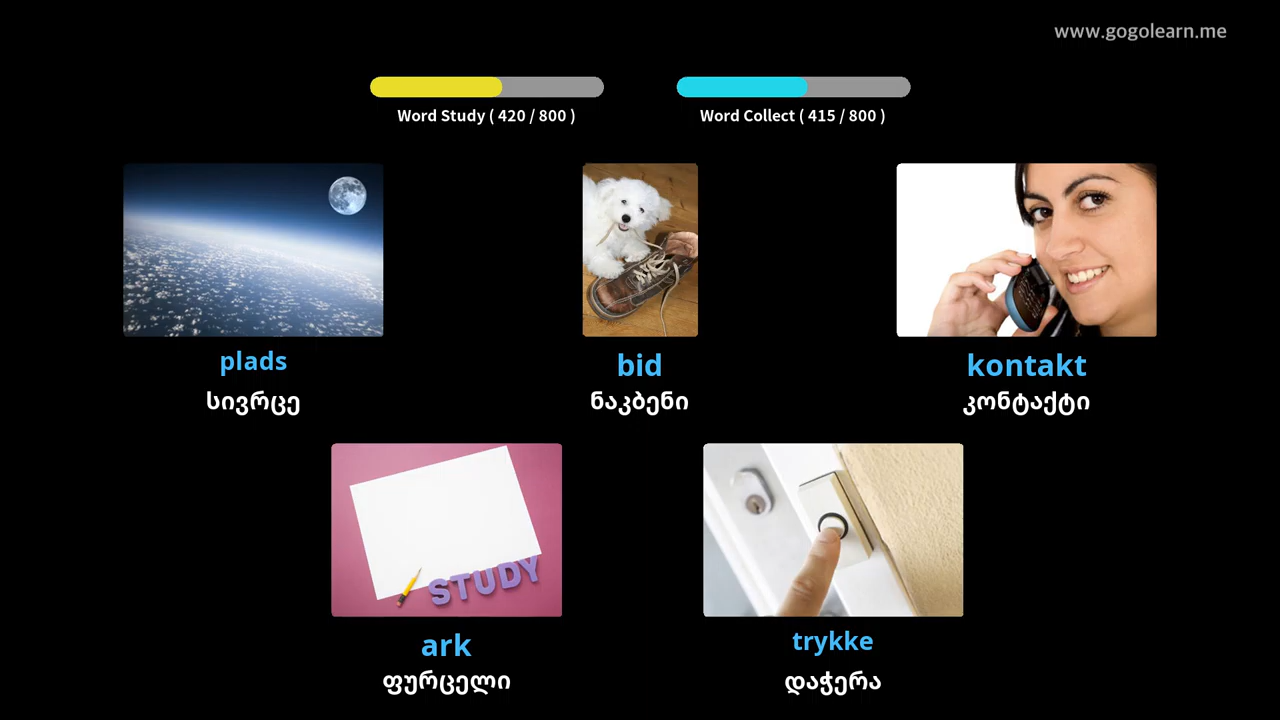 www.gogolearn.me
Word Study ( 420 / 800 )
Word Collect ( 415 / 800 )
plads
სივრცე
bid
ნაკბენი
kontakt
კონტაქტი
STUDY
ark
ფურცელი
trykke
დაჭერა